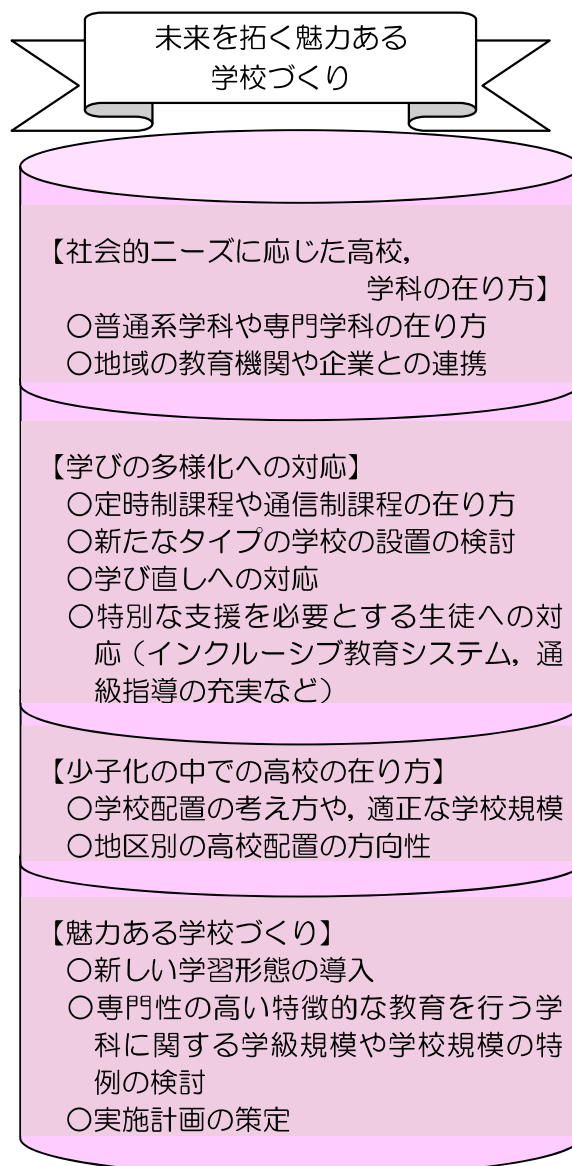 未来を拓く魅力ある
学校づくり
【社会的ニーズに応じた高校，
学科の在り方】
○普通系学科や専門学科の在り方
○地域の教育機関や企業との連携
【学びの多様化への対応】
○定時制課程や通信制課程の在り方
○新たなタイプの学校の設置の検討
○学び直しへの対応
○特別な支援を必要とする生徒への対
応（インクルーシブ教育システム，通
級指導の充実など）
【少子化の中での高校の在り方】
○学校配置の考え方や，適正な学校規模
○地区別の高校配置の方向性
【魅力ある学校づくり】
○新しい学習形態の導入
○専門性の高い特徴的な教育を行う学
科に関する学級規模や学校規模の特
例の検討
○実施計画の策定